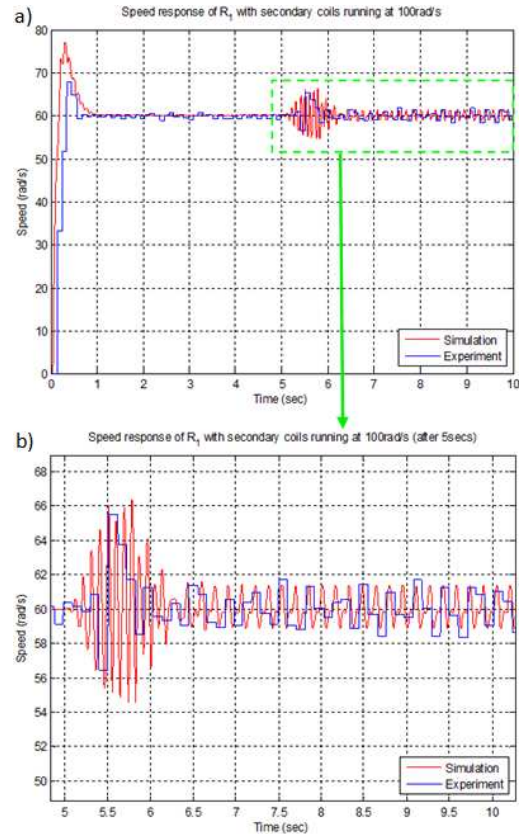 a)
Speed response of R1 with secondary coils running at 100rad/s
80
70
60
50
40
30
20
10
0
Speed (rad/s)
0 1 2 3 4 5 6 7 8 9 10
Time (sec)
Simulation
Experiment
b)
Speed response of R1 with secondary coils running at 100rad/s (after 5secs)
68
66
64
62
60
58
56
54
52
50
Speed (rad/s)
5 5.5 6 6.5 7 7.5 8 8.5 9 9.5 10
Time (sec)
Simulation
Experiment